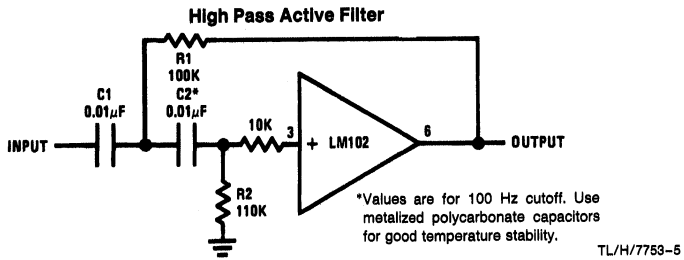 High Pass Active Filter
R1
100K
C1
0.01μF
C2*
0.01μF
10K
3
6
INPUT
+
LM102
OUTPUT
R2
110K
*Values are for 100 Hz cutoff. Use
metalized polycarbonate capacitors
for good temperature stability.
TL/H/7753-5